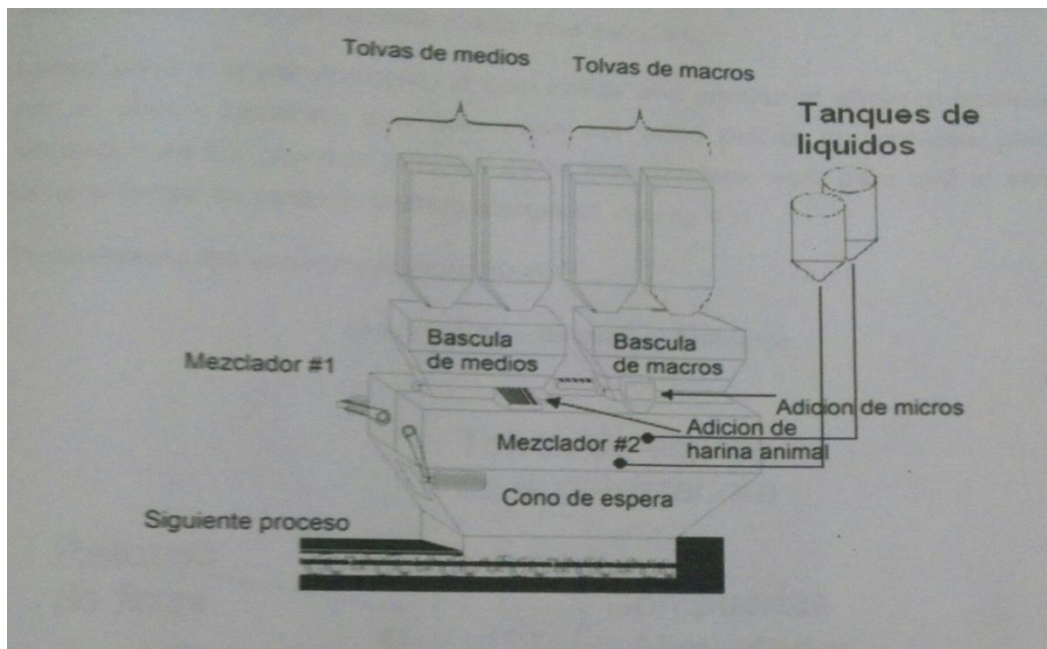 Tolvas de medios
Tolvas de macros
Tanques de
liquidos
Bascula
de medios
Bascula
de macros
Mezclador #1
Adicion de micros
Adicion de
harina animal
Mezclador #2
Cono de espera
Siguiente proceso